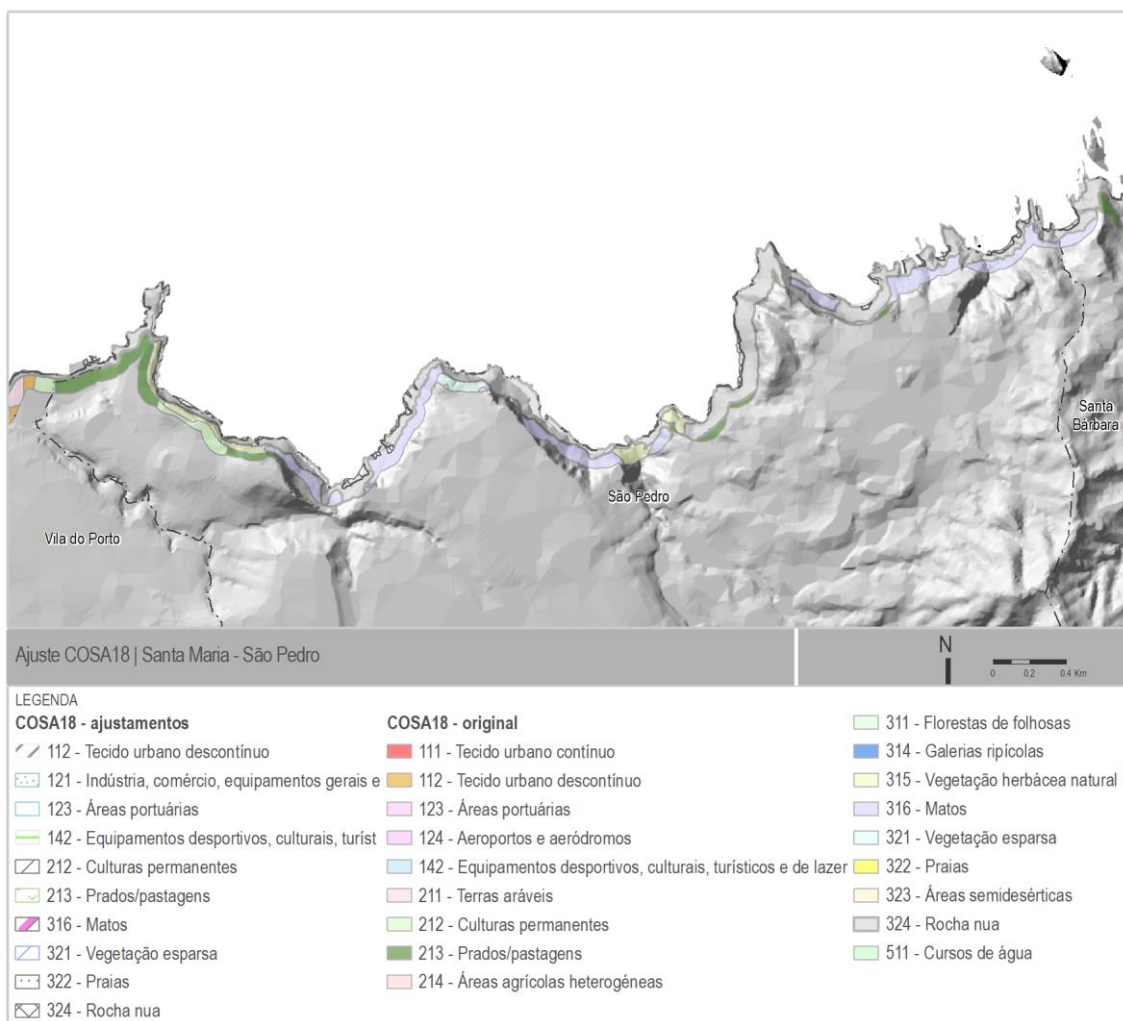 Santa
Bárbara
São Pedro
Vila do Porto
Ajuste COSA18 | Santa Maria - São Pedro
N
0 0,2 0,4 Km
LEGENDA
COSA18 - ajustamentos
112 - Tecido urbano descontínuo
121 - Indústria, comércio, equipamentos gerais e
123 - Áreas portuárias
142 - Equipamentos desportivos, culturais, turíst
212 - Culturas permanentes
213 - Prados/pastagens
316 - Matos
321 - Vegetação esparsa
322 - Praias
324 - Rocha nua
COSA18 - original
111 - Tecido urbano contínuo
112 - Tecido urbano descontínuo
123 - Áreas portuárias
124 - Aeroportos e aeródromos
142 - Equipamentos desportivos, culturais, turísticos e de lazer
211 - Terras aráveis
212 - Culturas permanentes
213 - Prados/pastagens
214 - Áreas agrícolas heterogéneas
311 - Florestas de folhosas
314 - Galerias ripícolas
315 - Vegetação herbácea natural
316 - Matos
321 - Vegetação esparsa
322 - Praias
323 - Áreas semidesérticas
324 - Rocha nua
511 - Cursos de água